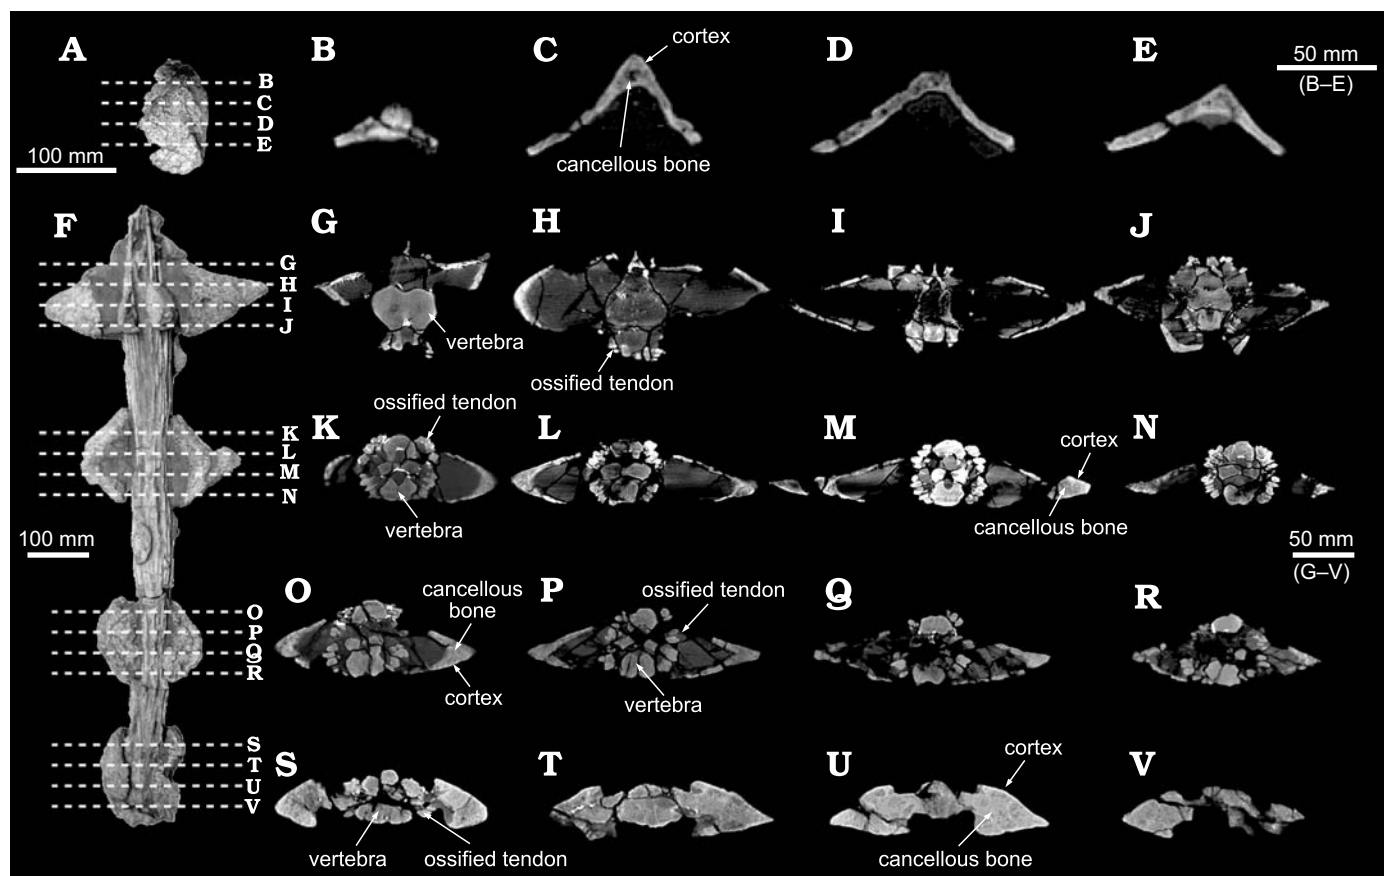 A
B
C
D
E
B
C
D
E
cortex
50 mm
(B–E)
100 mm
cancellous bone
F
G
H
I
J
G
H
I
J
vertebra
ossified tendon
ossified tendon
K
L
M
N
K
L
M
N
cortex
vertebra
cancellous bone
100 mm
50 mm
(G–V)
O
P
Q
R
O
P
Q
R
cancellous
bone
ossified tendon
cortex
vertebra
S
T
U
V
S
T
U
V
cortex
vertebra
ossified tendon
cancellous bone